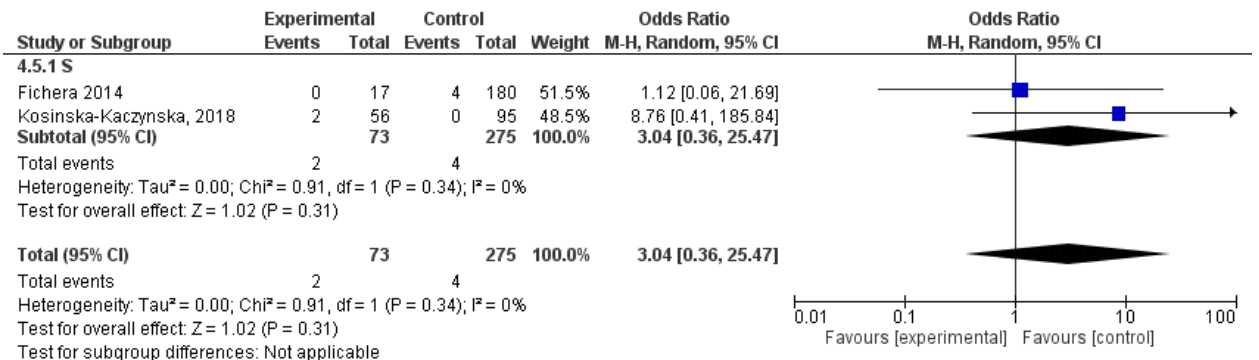 Experimental Control Odds Ratio Odds Ratio
Study or Subgroup Events Total Events Total Weight M-H, Random, 95% CI M-H, Random, 95% CI
4.5.1 S
Fichera 2014 0 17 4 180 51.5% 1.12 [0.06, 21.69]
Kosinska-Kaczynska, 2018 2 56 0 95 48.5% 8.76 [0.41, 185.84]
Subtotal (95% CI) 73 275 100.0% 3.04 [0.36, 25.47]
Total events 2 4
Heterogeneity: Tau² = 0.00; Chi² = 0.91, df = 1 (P = 0.34); I² = 0%
Test for overall effect: Z = 1.02 (P = 0.31)
Total (95% CI) 73 275 100.0% 3.04 [0.36, 25.47]
Total events 2 4
Heterogeneity: Tau² = 0.00; Chi² = 0.91, df = 1 (P = 0.34); I² = 0%
Test for overall effect: Z = 1.02 (P = 0.31)
Test for subgroup differences: Not applicable
0.01 0.1 1 10 100
Favours [experimental] Favours [control]